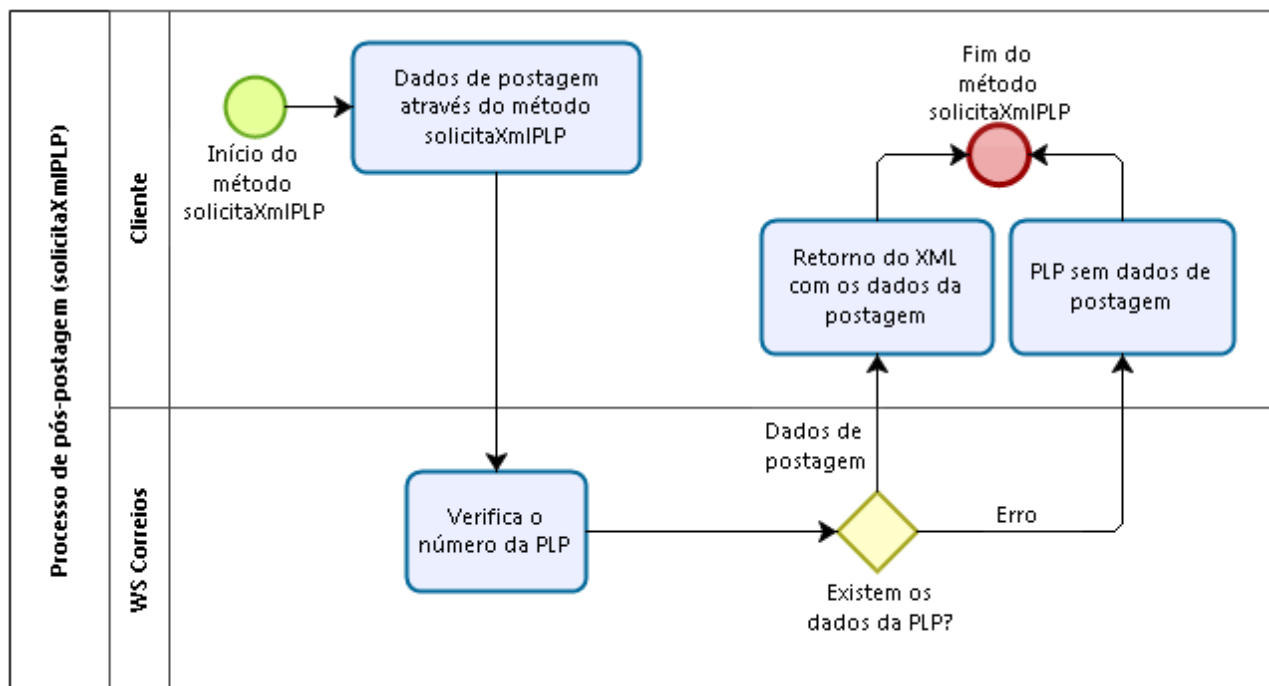 Processo de pós-postagem (solicitaXmlPLP)
Cliente
Início do
método
solicitaXmlPLP
Dados de postagem
através do método
solicitaXmlPLP
Fim do
método
solicitaXmlPLP
Retorno do XML
com os dados da
postagem
PLP sem dados de
postagem
WS Correios
Verifica o
número da PLP
Dados de
postagem
Erro
Existem os
dados da PLP?